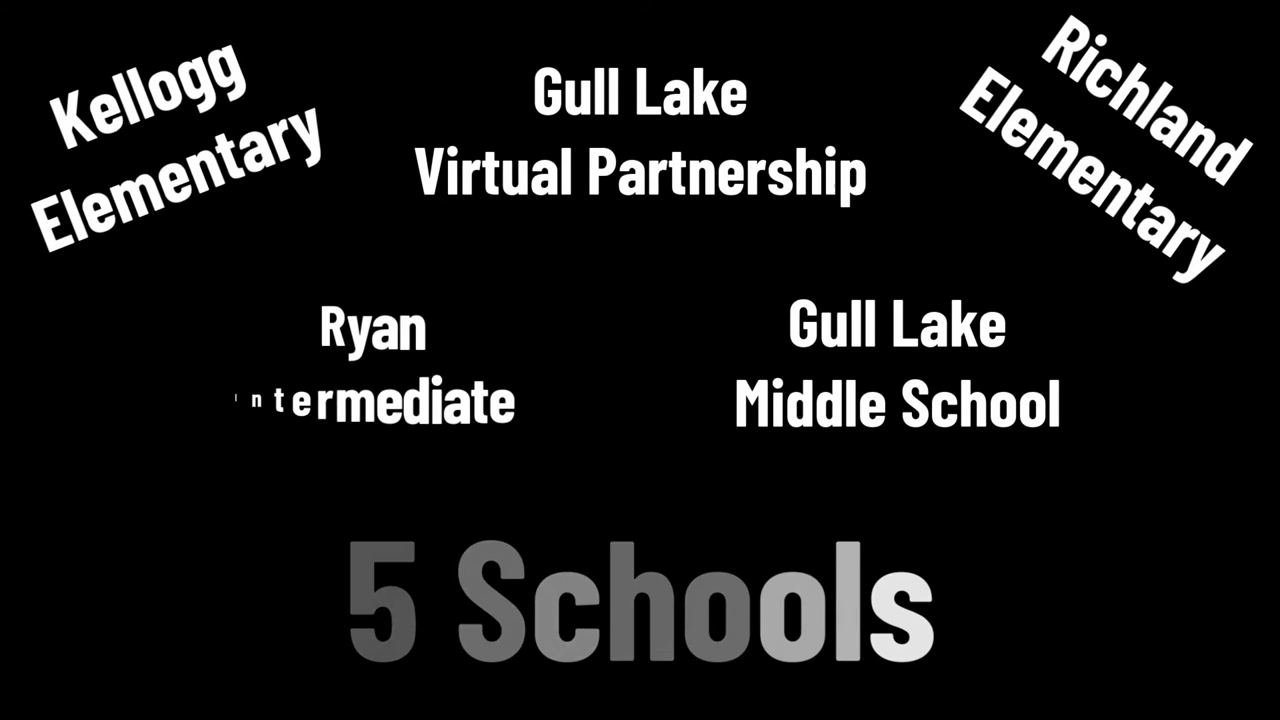 Kellogg
Elementary
Gull Lake
Virtual Partnership
Richland
Elementary
Ryan
Intermediate
Gull Lake
Middle School
5 Schools